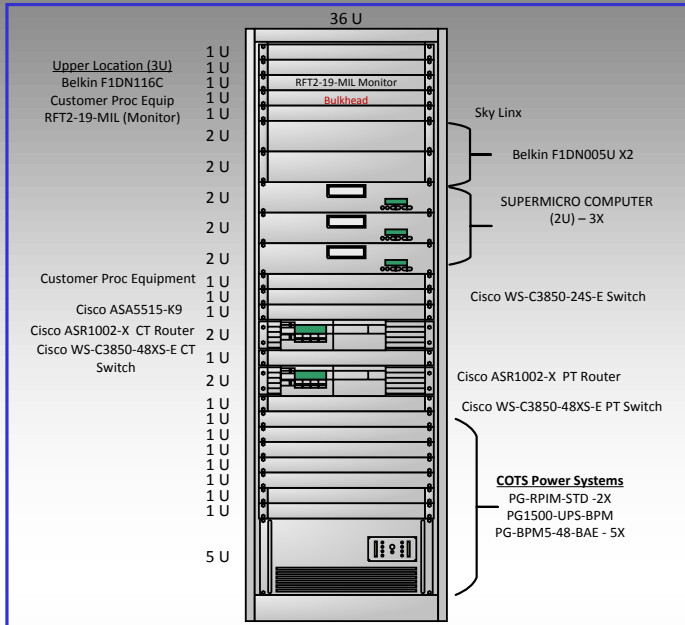 36 U
Upper Location (3U)
Belkin F1DN116C
Customer Proc Equip
RFT2-19-MIL (Monitor)
1 U
1 U
1 U
1 U
1 U
2 U
2 U
2 U
2 U
2 U
RFT2-19-MIL Monitor
Bulkhead
Sky Linx
Belkin F1DN005U X2
SUPERMICRO COMPUTER
(2U) – 3X
Customer Proc Equipment
Cisco ASA5515-K9
Cisco ASR1002-X CT Router
Cisco WS-C3850-48XS-E CT
Switch
1 U
1 U
1 U
2 U
1 U
2 U
1 U
1 U
1 U
1 U
1 U
1 U
1 U
1 U
5 U
Cisco WS-C3850-24S-E Switch
Cisco ASR1002-X PT Router
Cisco WS-C3850-48XS-E PT Switch
COTS Power Systems
PG-RPIM-STD -2X
PG1500-UPS-BPM
PG-BPM5-48-BAE - 5X